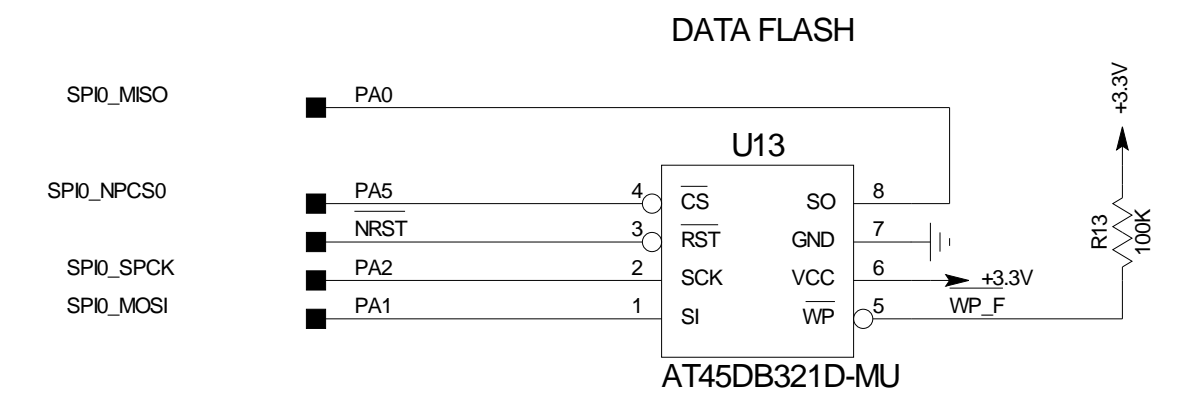 DATA FLASH
SPI0_MISO PA0
+3.3V
U13
SPI0_NPCS0 PA5 4 CS SO 8
NRST 3 RST GND 7
R13 100K
SPI0_SPCK PA2 2 SCK VCC 6 +3.3V
SPI0_MOSI PA1 1 SI WP 5 WP_F
AT45DB321D-MU